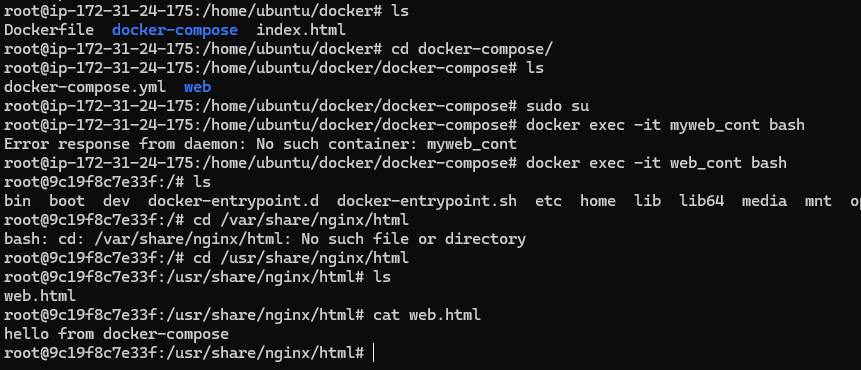 root@ip-172-31-24-175:/home/ubuntu/docker# ls
Dockerfile  docker-compose  index.html
root@ip-172-31-24-175:/home/ubuntu/docker# cd docker-compose/
root@ip-172-31-24-175:/home/ubuntu/docker/docker-compose# ls
docker-compose.yml  web
root@ip-172-31-24-175:/home/ubuntu/docker/docker-compose# sudo su
root@ip-172-31-24-175:/home/ubuntu/docker/docker-compose# docker exec -it myweb_cont bash
Error response from daemon: No such container: myweb_cont
root@ip-172-31-24-175:/home/ubuntu/docker/docker-compose# docker exec -it web_cont bash
root@9c19f8c7e33f:/# ls
bin  boot  dev  docker-entrypoint.d  docker-entrypoint.sh  etc  home  lib  lib64  media  mnt
root@9c19f8c7e33f:/# cd /var/share/nginx/html
bash: cd: /var/share/nginx/html: No such file or directory
root@9c19f8c7e33f:/# cd /usr/share/nginx/html
root@9c19f8c7e33f:/usr/share/nginx/html# ls
web.html
root@9c19f8c7e33f:/usr/share/nginx/html# cat web.html
hello from docker-compose
root@9c19f8c7e33f:/usr/share/nginx/html#